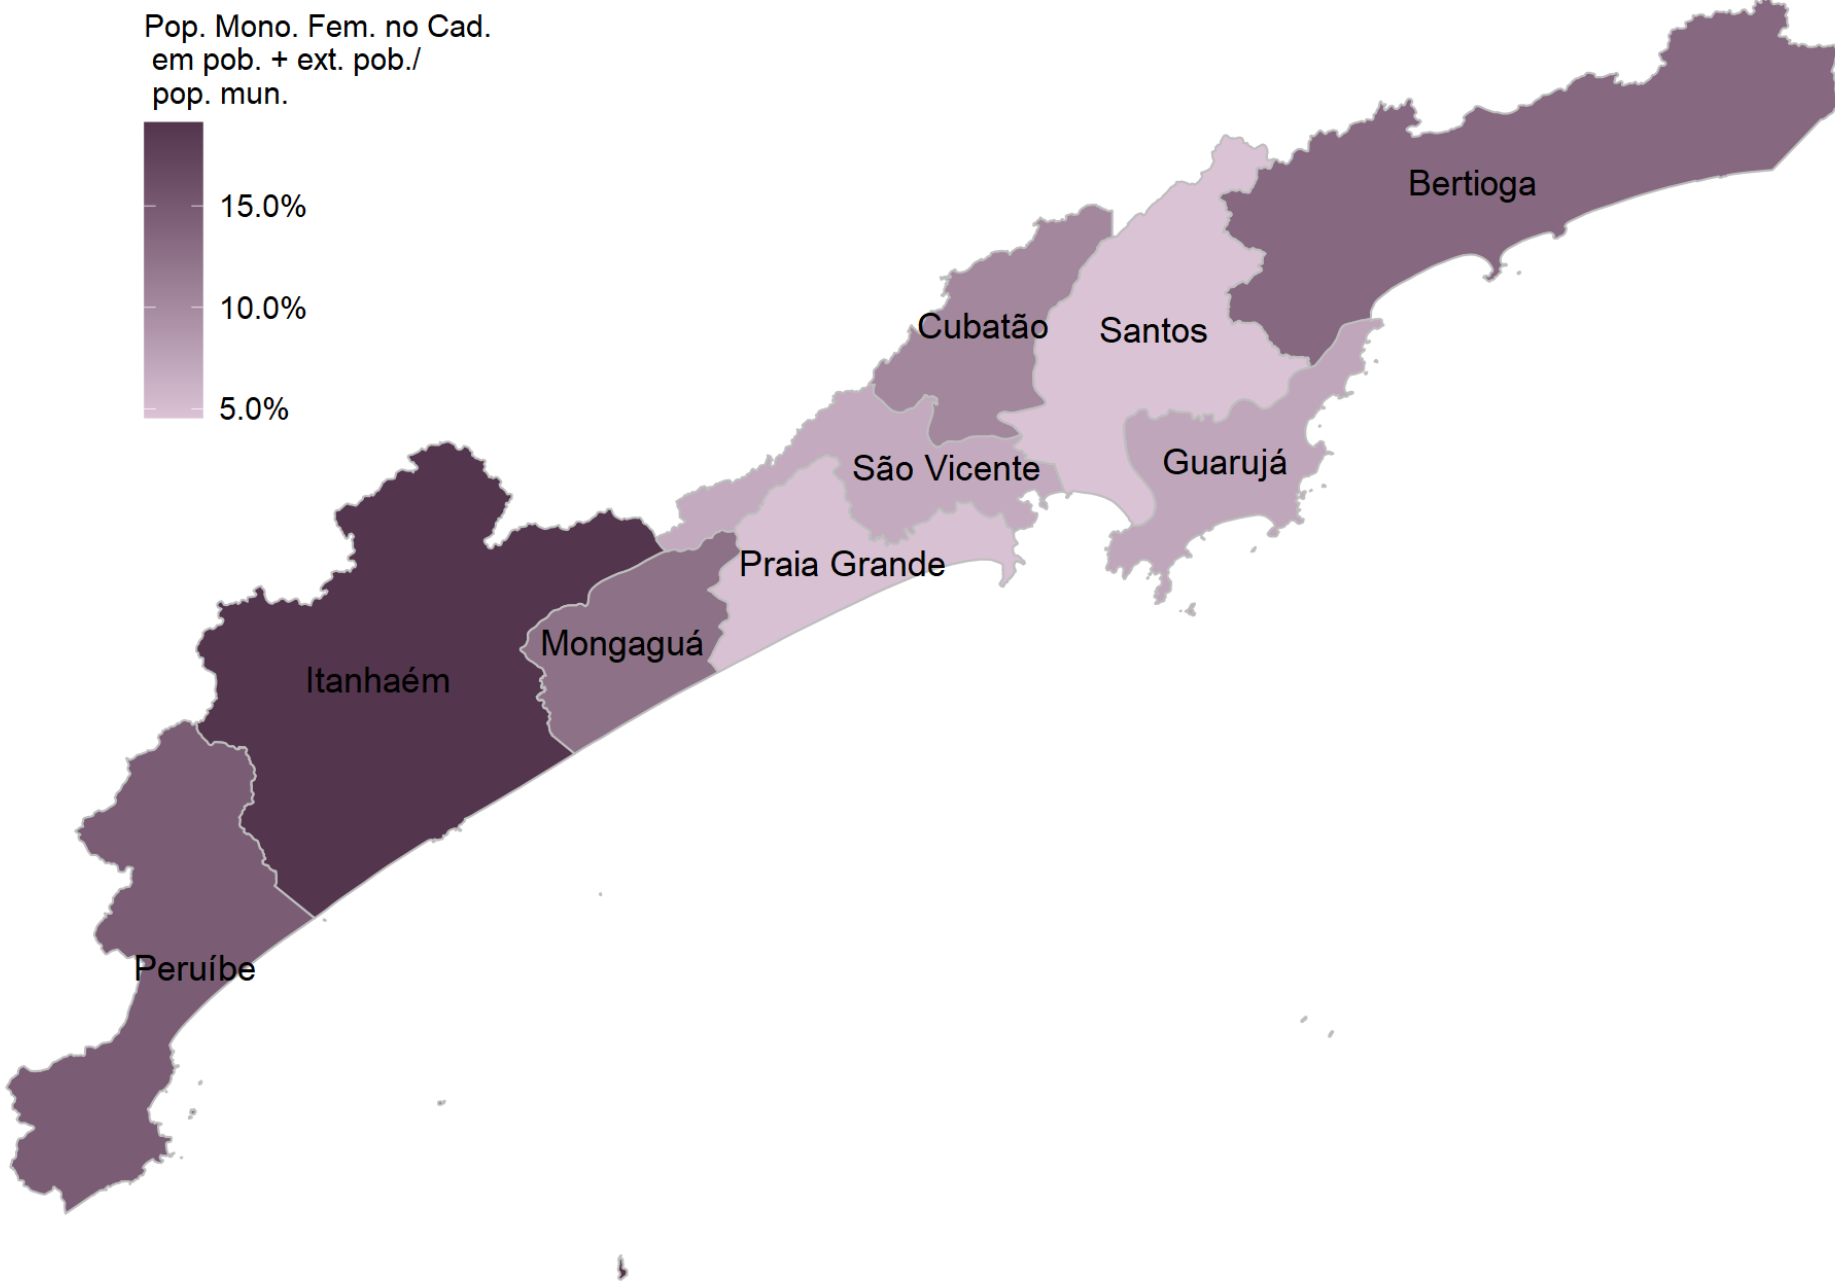 Pop. Mono. Fem. no Cad.
em pob. + ext. pob./
pop. mun.
15.0%
10.0%
5.0%
Bertioga
Cubatão
Santos
São Vicente
Guarujá
Praia Grande
Mongaguá
Itanhaém
Peruíbe